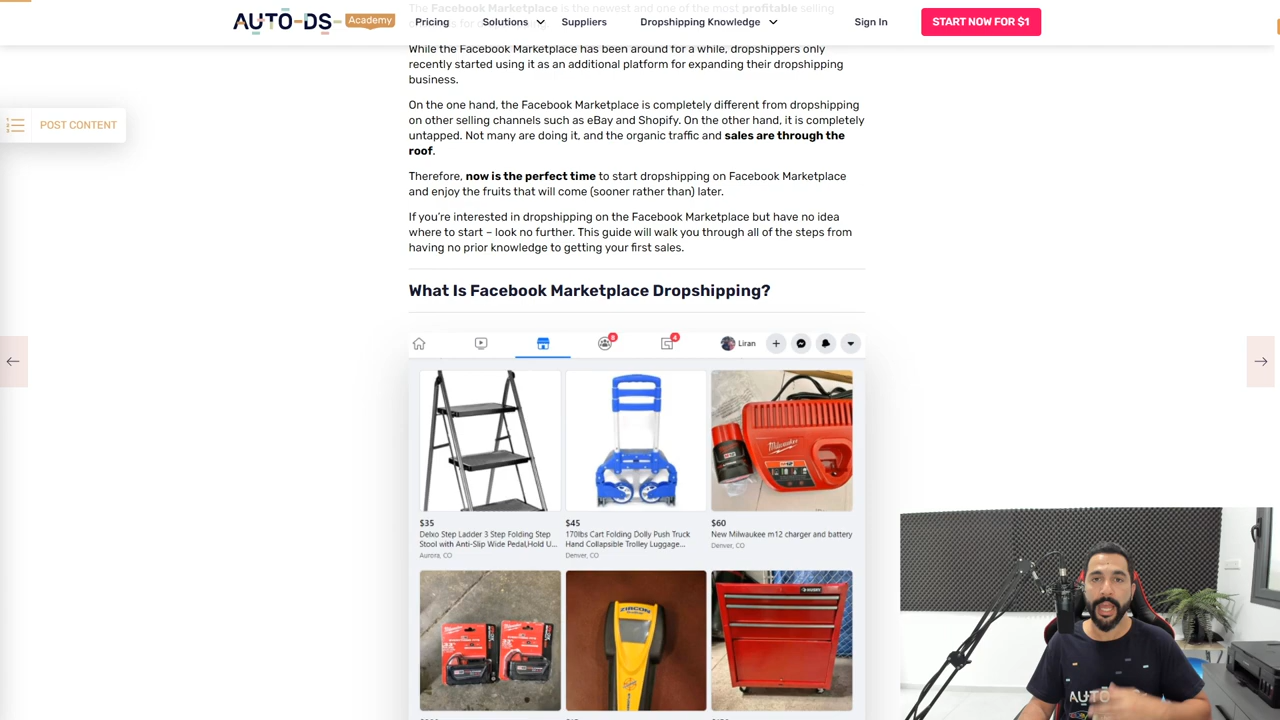 AUTO-DS- Academy Pricing Solutions Suppliers Dropshipping Knowledge Sign In START NOW FOR $1
The Facebook Marketplace is the newest and one of the most profitable selling
While the Facebook Marketplace has been around for a while, dropshippers only
recently started using it as an additional platform for expanding their dropshipping
business.
POST CONTENT
On the one hand, the Facebook Marketplace is completely different from dropshipping
on other selling channels such as eBay and Shopify. On the other hand, it is completely
untapped. Not many are doing it, and the organic traffic and sales are through the
roof.
Therefore, now is the perfect time to start dropshipping on Facebook Marketplace
and enjoy the fruits that will come (sooner rather than) later.
If you’re interested in dropshipping on the Facebook Marketplace but have no idea
where to start – look no further. This guide will walk you through all of the steps from
having no prior knowledge to getting your first sales.
What Is Facebook Marketplace Dropshipping?
Liran
Milwaukee
$35
Delxo Step Ladder 3 Step Folding Step
Stool with Anti-Slip Wide Pedal,Hold U...
Aurora, CO
$45
170lbs Cart Folding Dolly Push Truck
Hand Collapsible Trolley Luggage...
Denver, CO
$60
New Milwaukee m12 charger and battery
Denver, CO
ZIRCON
AUTO